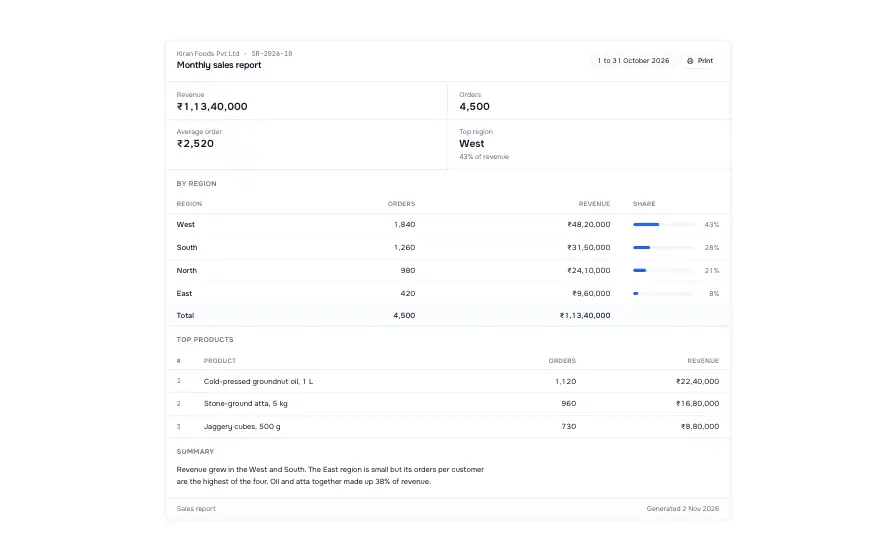 Kiran Foods Pvt Ltd · SR-2026-10
Monthly sales report
1 to 31 October 2026
Print
Revenue
₹1,13,40,000
Orders
4,500
Average order
₹2,520
Top region
West
43% of revenue
BY REGION
REGION ORDERS REVENUE SHARE
West 1,840 ₹48,20,000 43%
South 1,260 ₹31,50,000 28%
North 980 ₹24,10,000 21%
East 420 ₹9,60,000 8%
Total 4,500 ₹1,13,40,000
TOP PRODUCTS
# PRODUCT ORDERS REVENUE
1 Cold-pressed groundnut oil, 1 L 1,120 ₹22,40,000
2 Stone-ground atta, 5 kg 960 ₹16,80,000
3 Jaggery cubes, 500 g 730 ₹8,80,000
SUMMARY
Revenue grew in the West and South. The East region is small but its orders per customer
are the highest of the four. Oil and atta together made up 38% of revenue.
Sales report
Generated 2 Nov 2026